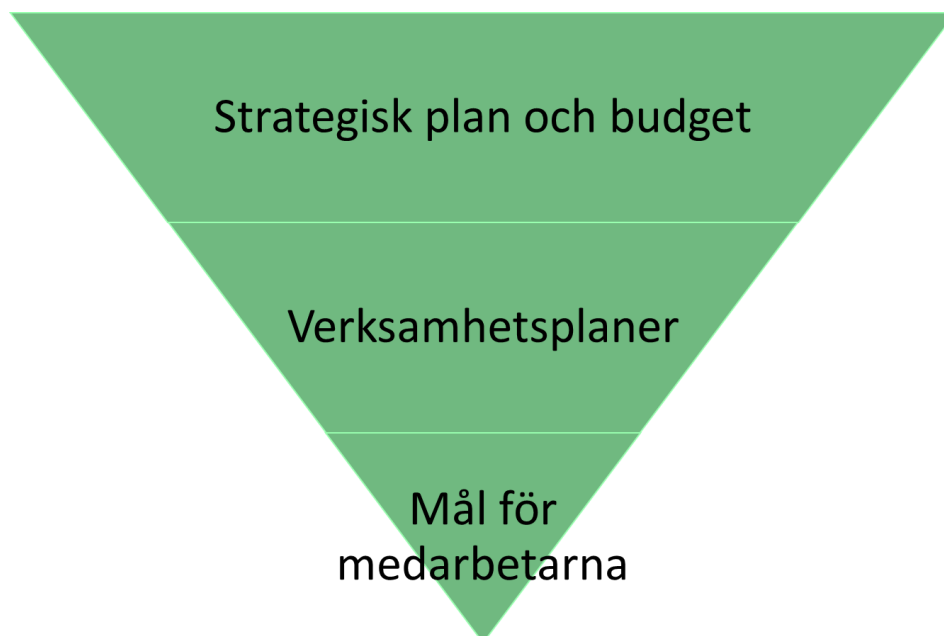 Strategisk plan och budget
Verksamhetsplaner
Mål för
medarbetarna